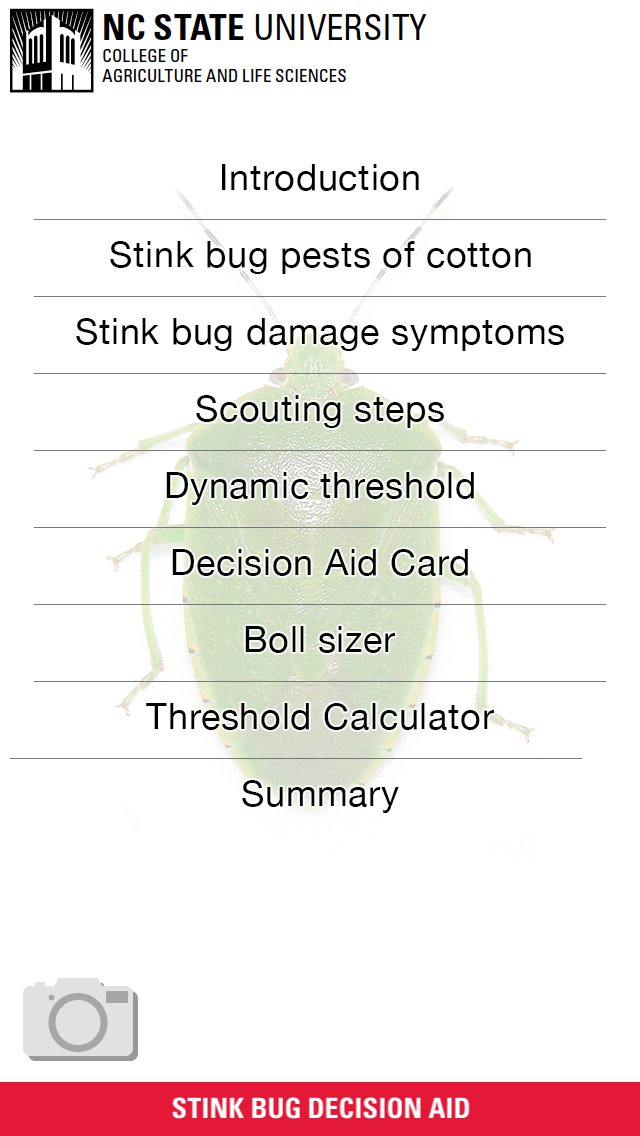 NC STATE UNIVERSITY
COLLEGE OF
AGRICULTURE AND LIFE SCIENCES
Introduction
Stink bug pests of cotton
Stink bug damage symptoms
Scouting steps
Dynamic threshold
Decision Aid Card
Boll sizer
Threshold Calculator
Summary
STINK BUG DECISION AID